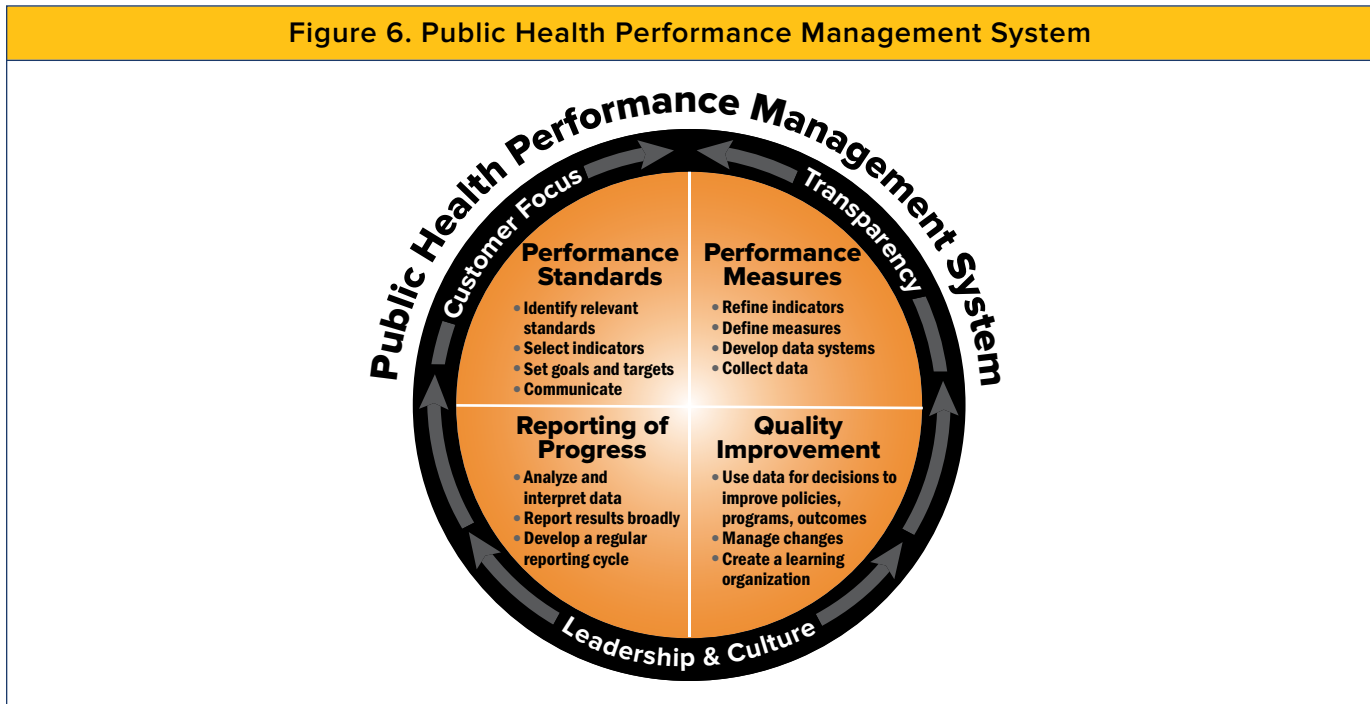 Figure 6. Public Health Performance Management System
Public Health Performance Management System
Customer Focus
Transparency
Performance
Standards
• Identify relevant
standards
• Select indicators
• Set goals and targets
• Communicate
Performance
Measures
• Refine indicators
• Define measures
• Develop data systems
• Collect data
Reporting of
Progress
• Analyze and
interpret data
• Report results broadly
• Develop a regular
reporting cycle
Quality
Improvement
• Use data for decisions to
improve policies,
programs, outcomes
• Manage changes
• Create a learning
organization
Leadership & Culture